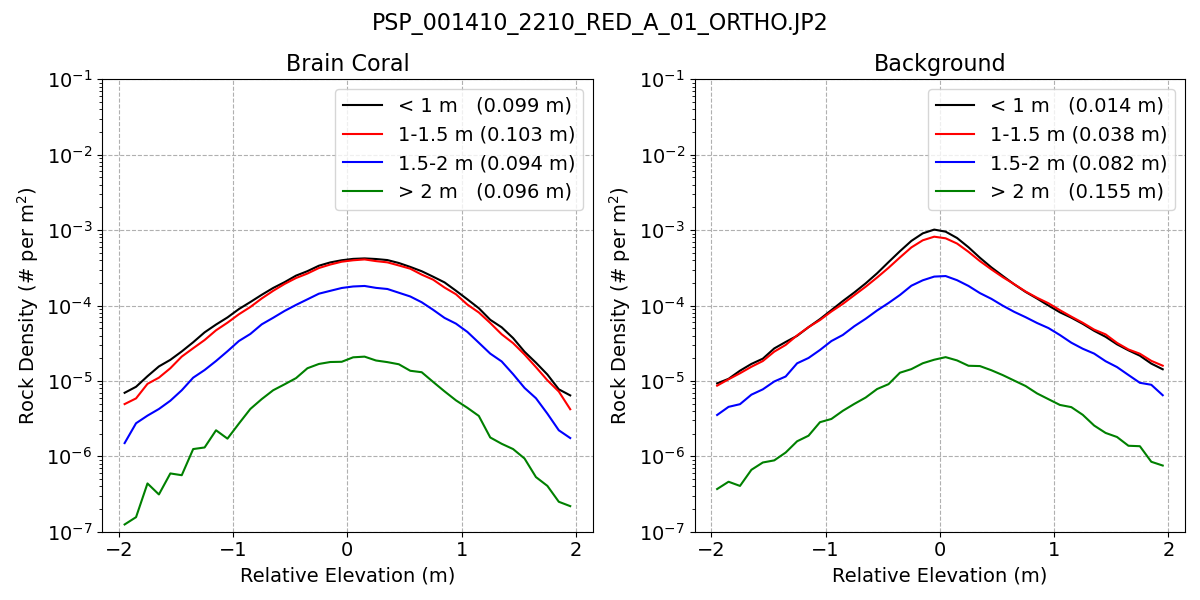 PSP_001410_2210_RED_A_01_ORTHO.JP2
Brain Coral
Rock Density (# per m²)
10⁻¹
10⁻²
10⁻³
10⁻⁴
10⁻⁵
10⁻⁶
10⁻⁷
< 1 m (0.099 m)
1-1.5 m (0.103 m)
1.5-2 m (0.094 m)
> 2 m (0.096 m)
−2 −1 0 1 2
Relative Elevation (m)
Background
Rock Density (# per m²)
10⁻¹
10⁻²
10⁻³
10⁻⁴
10⁻⁵
10⁻⁶
10⁻⁷
< 1 m (0.014 m)
1-1.5 m (0.038 m)
1.5-2 m (0.082 m)
> 2 m (0.155 m)
−2 −1 0 1 2
Relative Elevation (m)